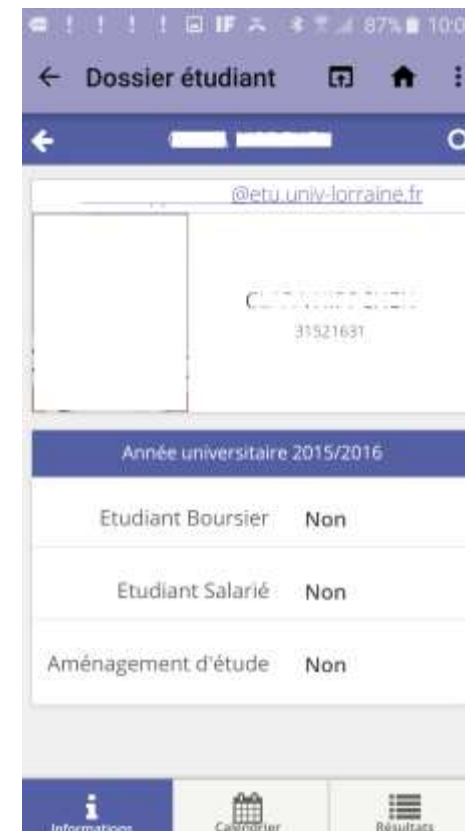 87% 10:0
Dossier étudiant
@etu.univ-lorraine.fr
31521631
Année universitaire 2015/2016
Etudiant Boursier Non
Etudiant Salarié Non
Aménagement d'étude Non
Informations Calendrier Résultats